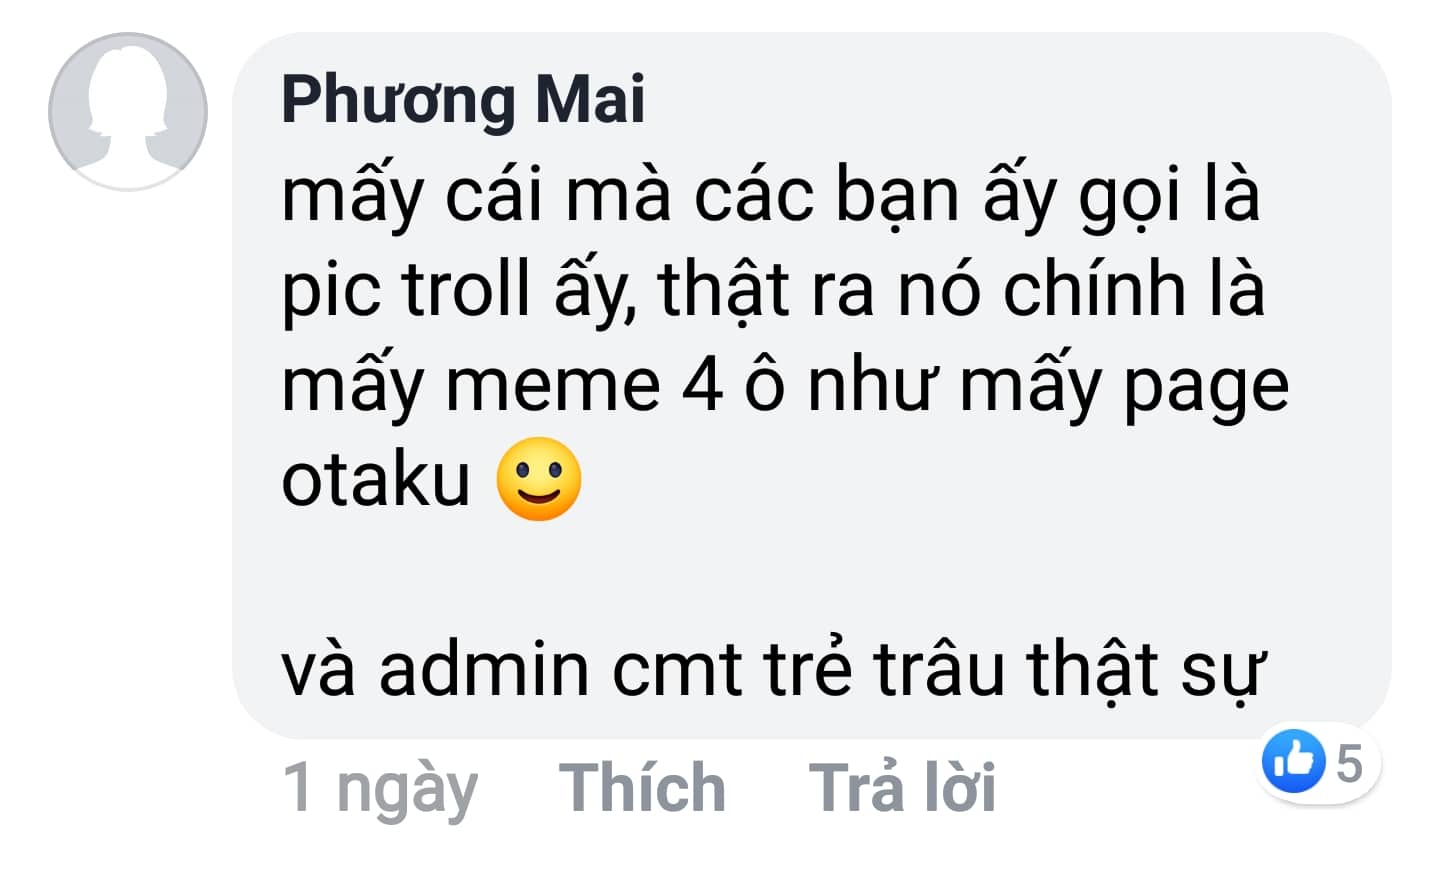 Phương Mai
mấy cái mà các bạn ấy gọi là
pic troll ấy, thật ra nó chính là
mấy meme 4 ô như mấy page
otaku 🙂
và admin cmt trẻ trâu thật sự
1 ngày Thích Trả lời 5